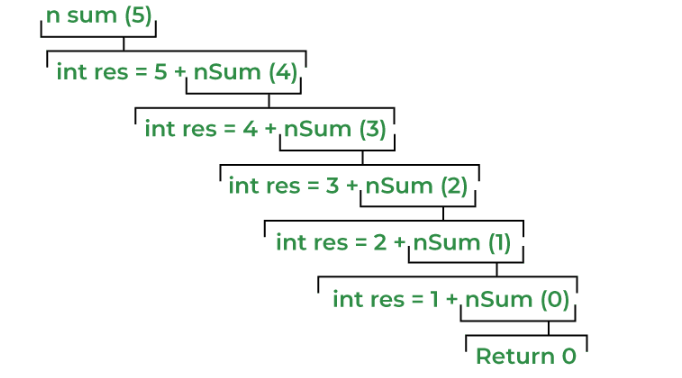 n sum (5)
int res = 5 + nSum (4)
int res = 4 + nSum (3)
int res = 3 + nSum (2)
int res = 2 + nSum (1)
int res = 1 + nSum (0)
Return 0